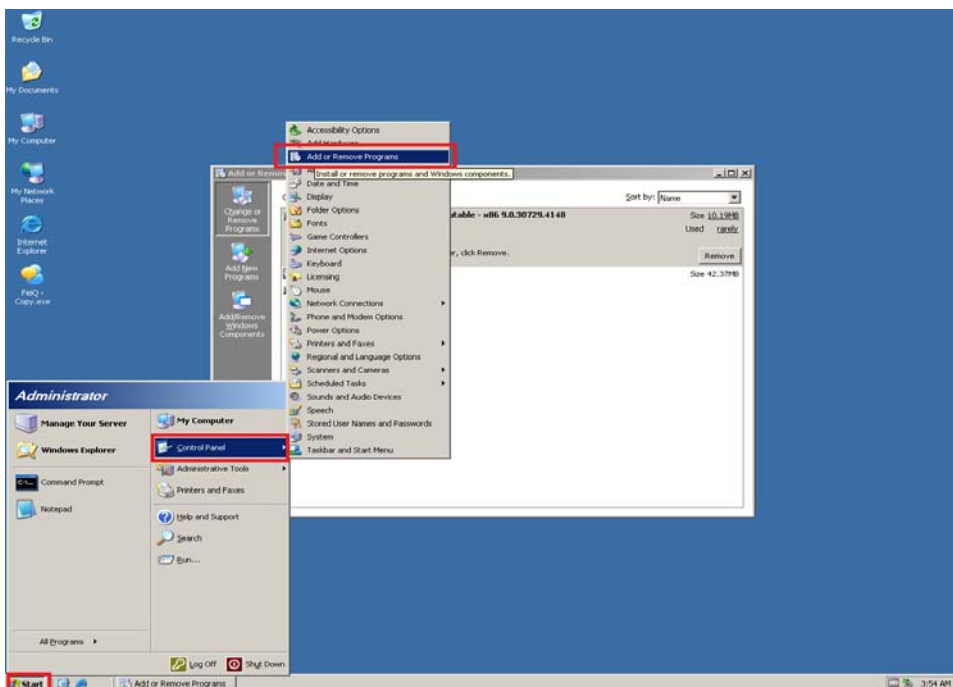 Recycle Bin
My Documents
My Computer
My Network
Places
Internet
Explorer
FeiQ -
Copy.exe
Accessibility Options
Add Hardware
Add or Remove Programs
Install or remove programs and Windows components.
Date and Time
Display
Folder Options
Fonts
Game Controllers
Internet Options
Keyboard
Licensing
Mouse
Network Connections
Phone and Modem Options
Power Options
Printers and Faxes
Regional and Language Options
Scanners and Cameras
Scheduled Tasks
Sounds and Audio Devices
Speech
Stored User Names and Passwords
System
Taskbar and Start Menu
Add or Remov
Change or
Remove
Programs
Add New
Programs
Add/Remove
Windows
Components
Sort by: Name
utable - x86 9.0.30729.4148
Size 10.19MB
Used rarely
er, click Remove.
Remove
Size 42.37MB
Administrator
Manage Your Server
Windows Explorer
Command Prompt
Notepad
All Programs
My Computer
Control Panel
Administrative Tools
Printers and Faxes
Help and Support
Search
Run...
Log Off Shut Down
Start Add or Remove Programs 3:54 AM